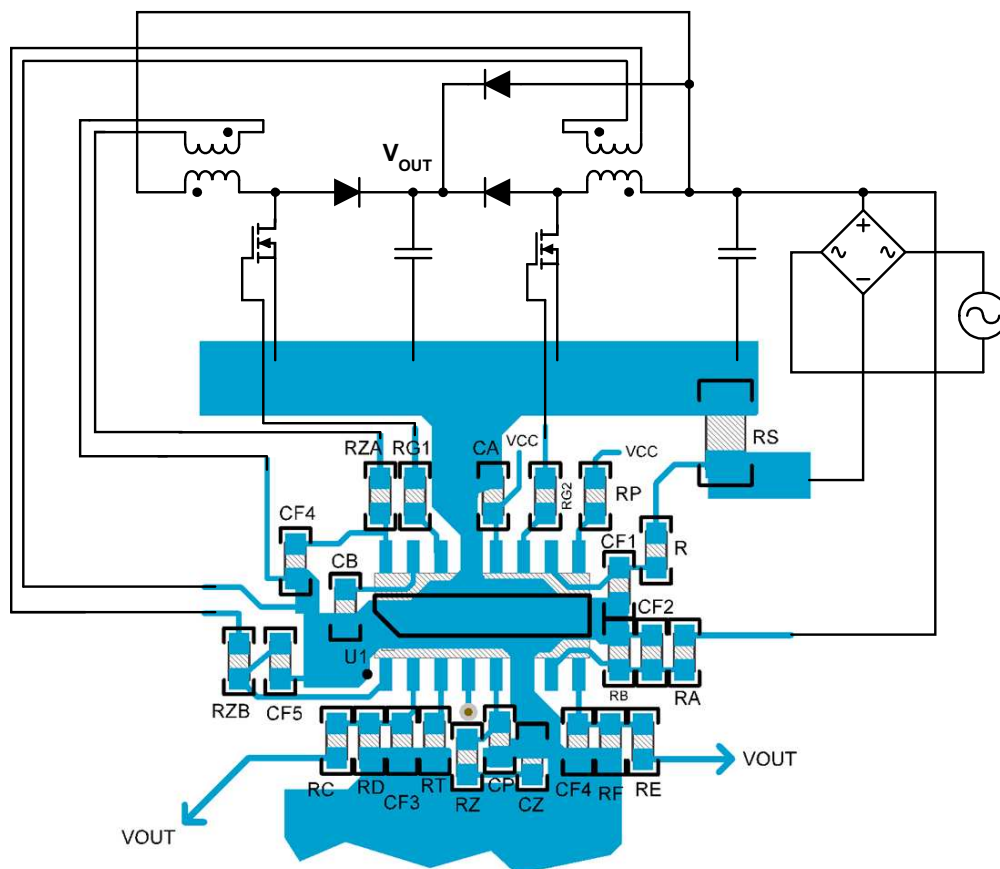 VOUT
+
−
RZA RG1 CA VCC RG2 RP VCC RS
CF4 CB CF1 R
CF2
U1
RZB CF5 RB RA
RC RD CF3 RT RZ CP CZ CF4 RF RE VOUT
VOUT